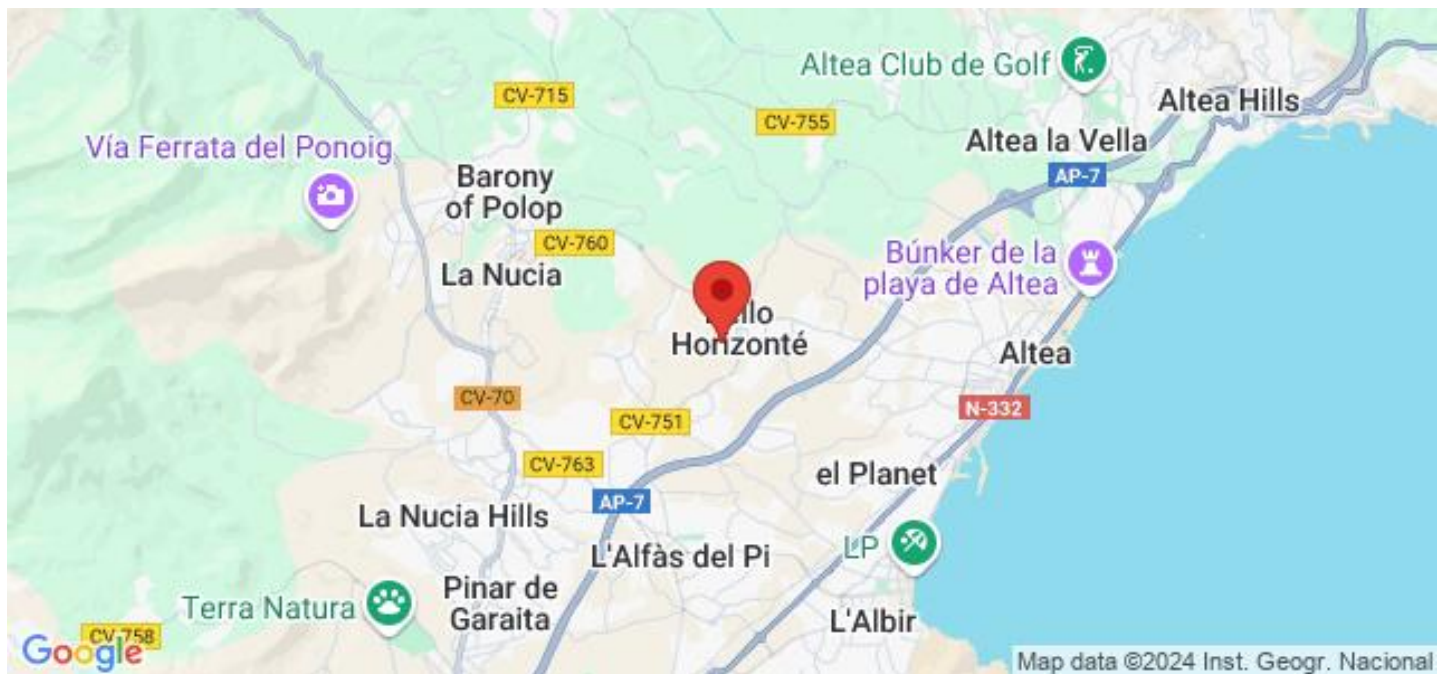 Altea Club de Golf
CV-715
Altea Hills
CV-755
Altea la Vella
Vía Ferrata del Ponoig
AP-7
Barony
of Polop
CV-760
Búnker de la
playa de Altea
La Nucia
Horizonté
Altea
CV-70
N-332
CV-751
CV-763
el Planet
AP-7
La Nucia Hills
LP
L'Alfàs del Pi
Pinar de
Garaita
Terra Natura
L'Albir
CV-758
Google
Map data ©2024 Inst. Geogr. Nacional